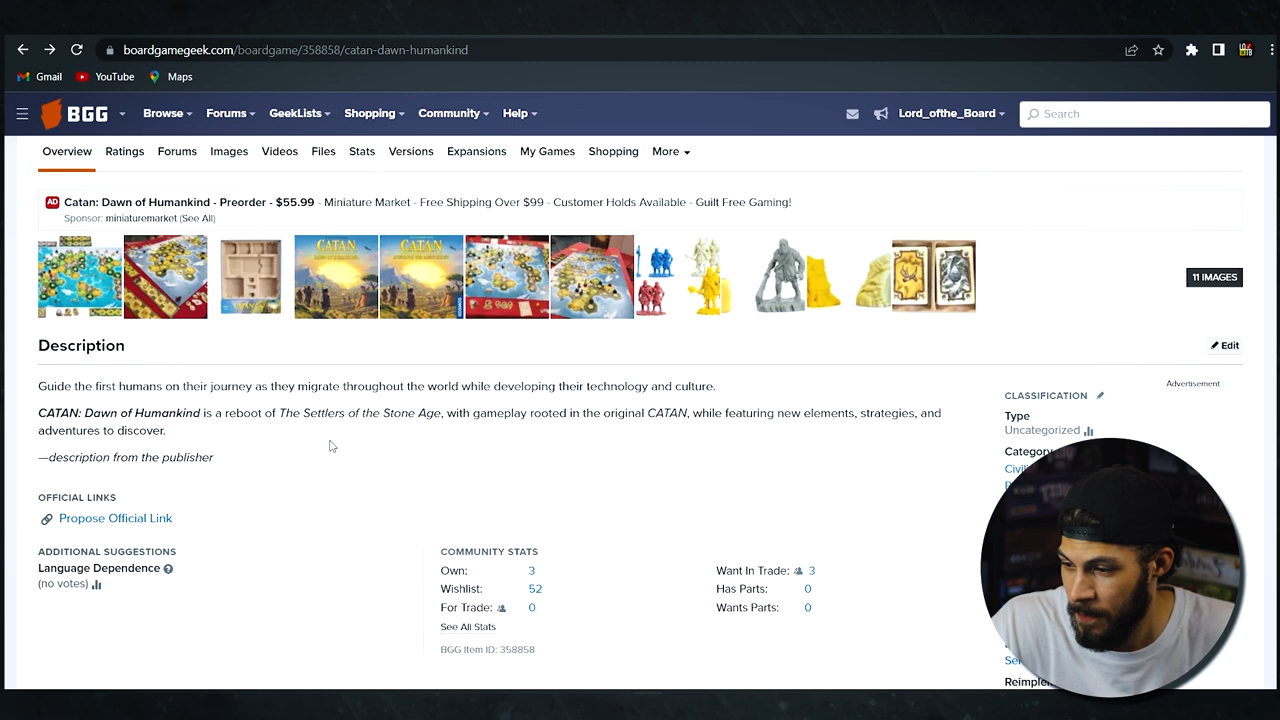 boardgamegeek.com/boardgame/358858/catan-dawn-humankind
Gmail YouTube Maps
BGG Browse Forums GeekLists Shopping Community Help Lord_ofthe_Board Search
Overview Ratings Forums Images Videos Files Stats Versions Expansions My Games Shopping More
AD Catan: Dawn of Humankind - Preorder - $55.99 - Miniature Market - Free Shipping Over $99 - Customer Holds Available - Guilt Free Gaming!
Sponsor: miniaturemarket (See All)
CATAN CATAN
11 IMAGES
Description
Edit
Guide the first humans on their journey as they migrate throughout the world while developing their technology and culture.
Advertisement
CLASSIFICATION
CATAN: Dawn of Humankind is a reboot of The Settlers of the Stone Age, with gameplay rooted in the original CATAN, while featuring new elements, strategies, and
adventures to discover.
Type
Uncategorized
—description from the publisher
Category
Civili
OFFICIAL LINKS
Propose Official Link
ADDITIONAL SUGGESTIONS
Language Dependence
(no votes)
COMMUNITY STATS
Own: 3 Want In Trade: 3
Wishlist: 52 Has Parts: 0
For Trade: 0 Wants Parts: 0
See All Stats
BGG Item ID: 358858
Reimple